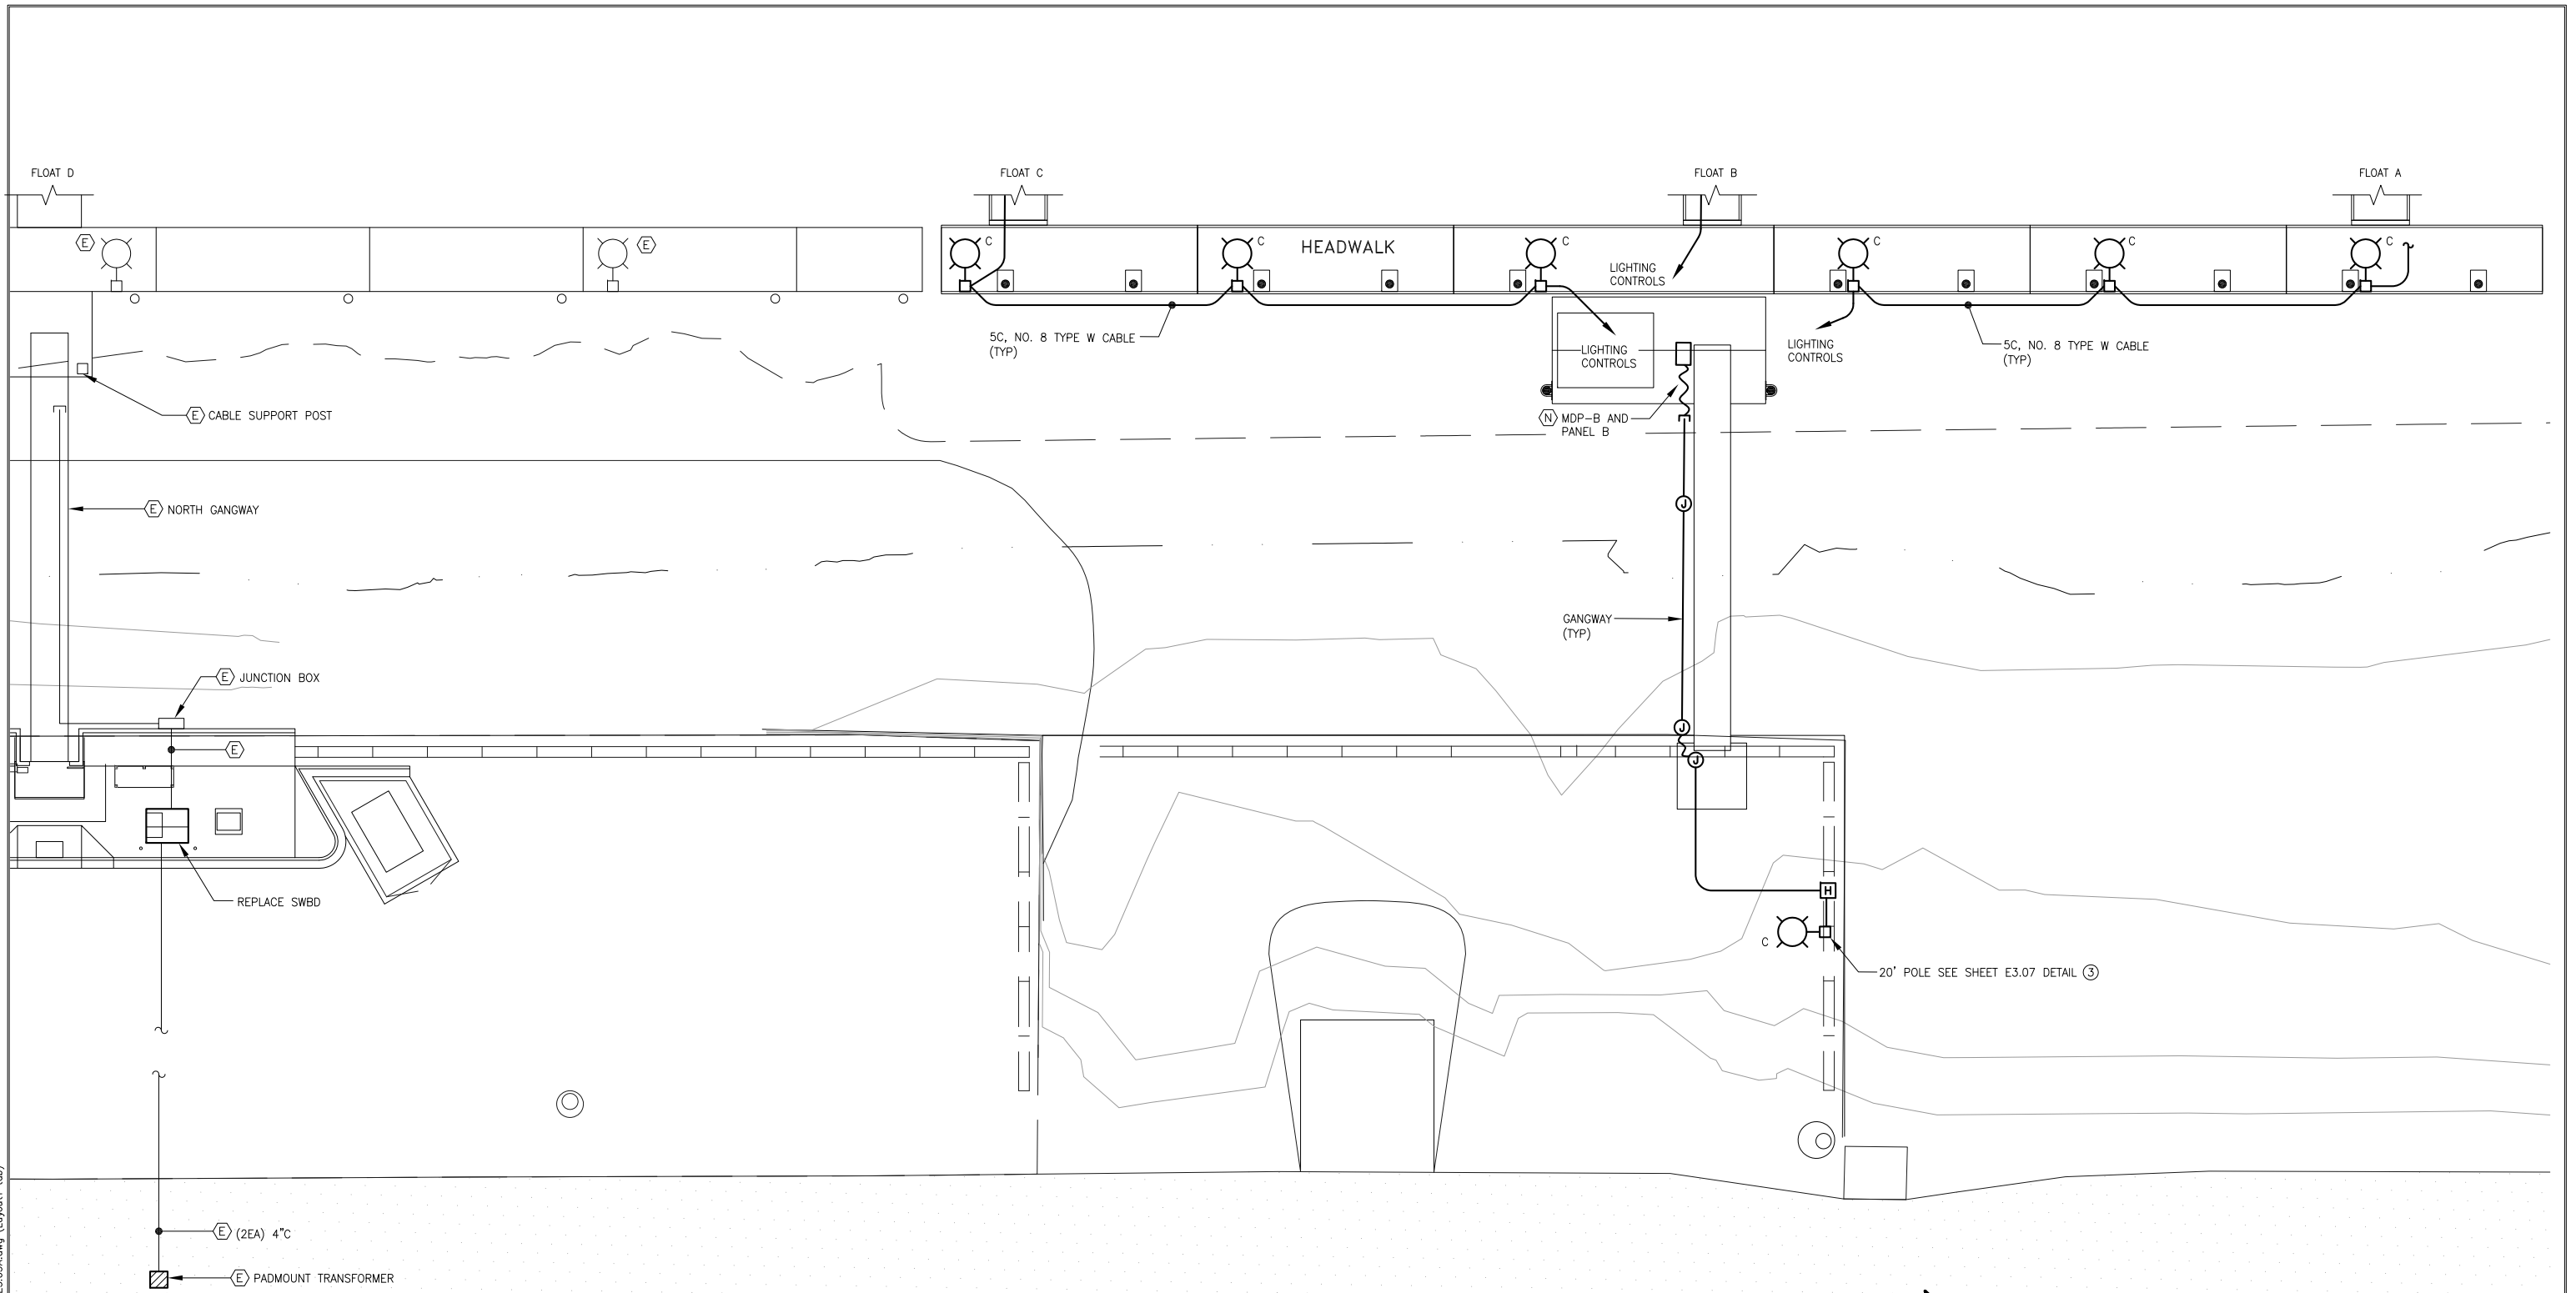 FLOAT D
FLOAT C
FLOAT B
FLOAT A
E
E
C
C
HEADWALK
C
C
C
C
LIGHTING
CONTROLS
5C, NO. 8 TYPE W CABLE
(TYP)
LIGHTING
CONTROLS
LIGHTING
CONTROLS
5C, NO. 8 TYPE W CABLE
(TYP)
E CABLE SUPPORT POST
N MDP-B AND
PANEL B
E NORTH GANGWAY
J
GANGWAY
(TYP)
E JUNCTION BOX
J
E
J
REPLACE SWBD
H
C
20' POLE SEE SHEET E3.07 DETAIL 3
E (2EA) 4"C
E PADMOUNT TRANSFORMER